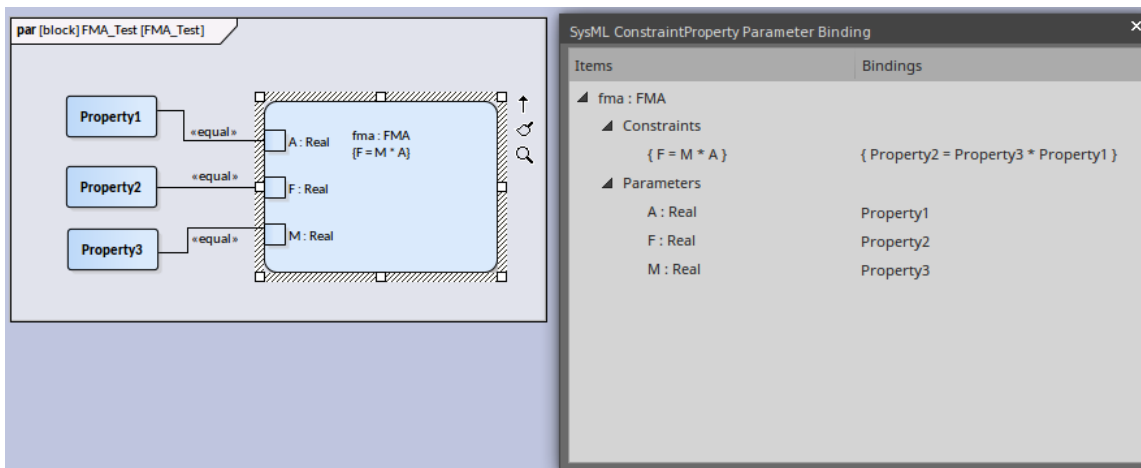 par [block] FMA_Test [FMA_Test]
Property1
«equal»
A : Real
fma : FMA
{F = M * A}
Property2
«equal»
F : Real
Property3
«equal»
M : Real
SysML ConstraintProperty Parameter Binding
Items Bindings
fma : FMA
Constraints
{ F = M * A } { Property2 = Property3 * Property1 }
Parameters
A : Real Property1
F : Real Property2
M : Real Property3